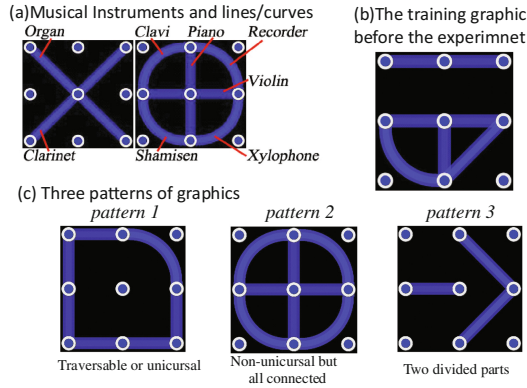 (a)Musical Instruments and lines/curves
Organ
Clavi Piano Recorder
Violin
Clarinet
Shamisen
Xylophone
(b)The training graphic
before the experimnet
(c) Three patterns of graphics
pattern 1
pattern 2
pattern 3
Traversable or unicursal
Non-unicursal but
all connected
Two divided parts